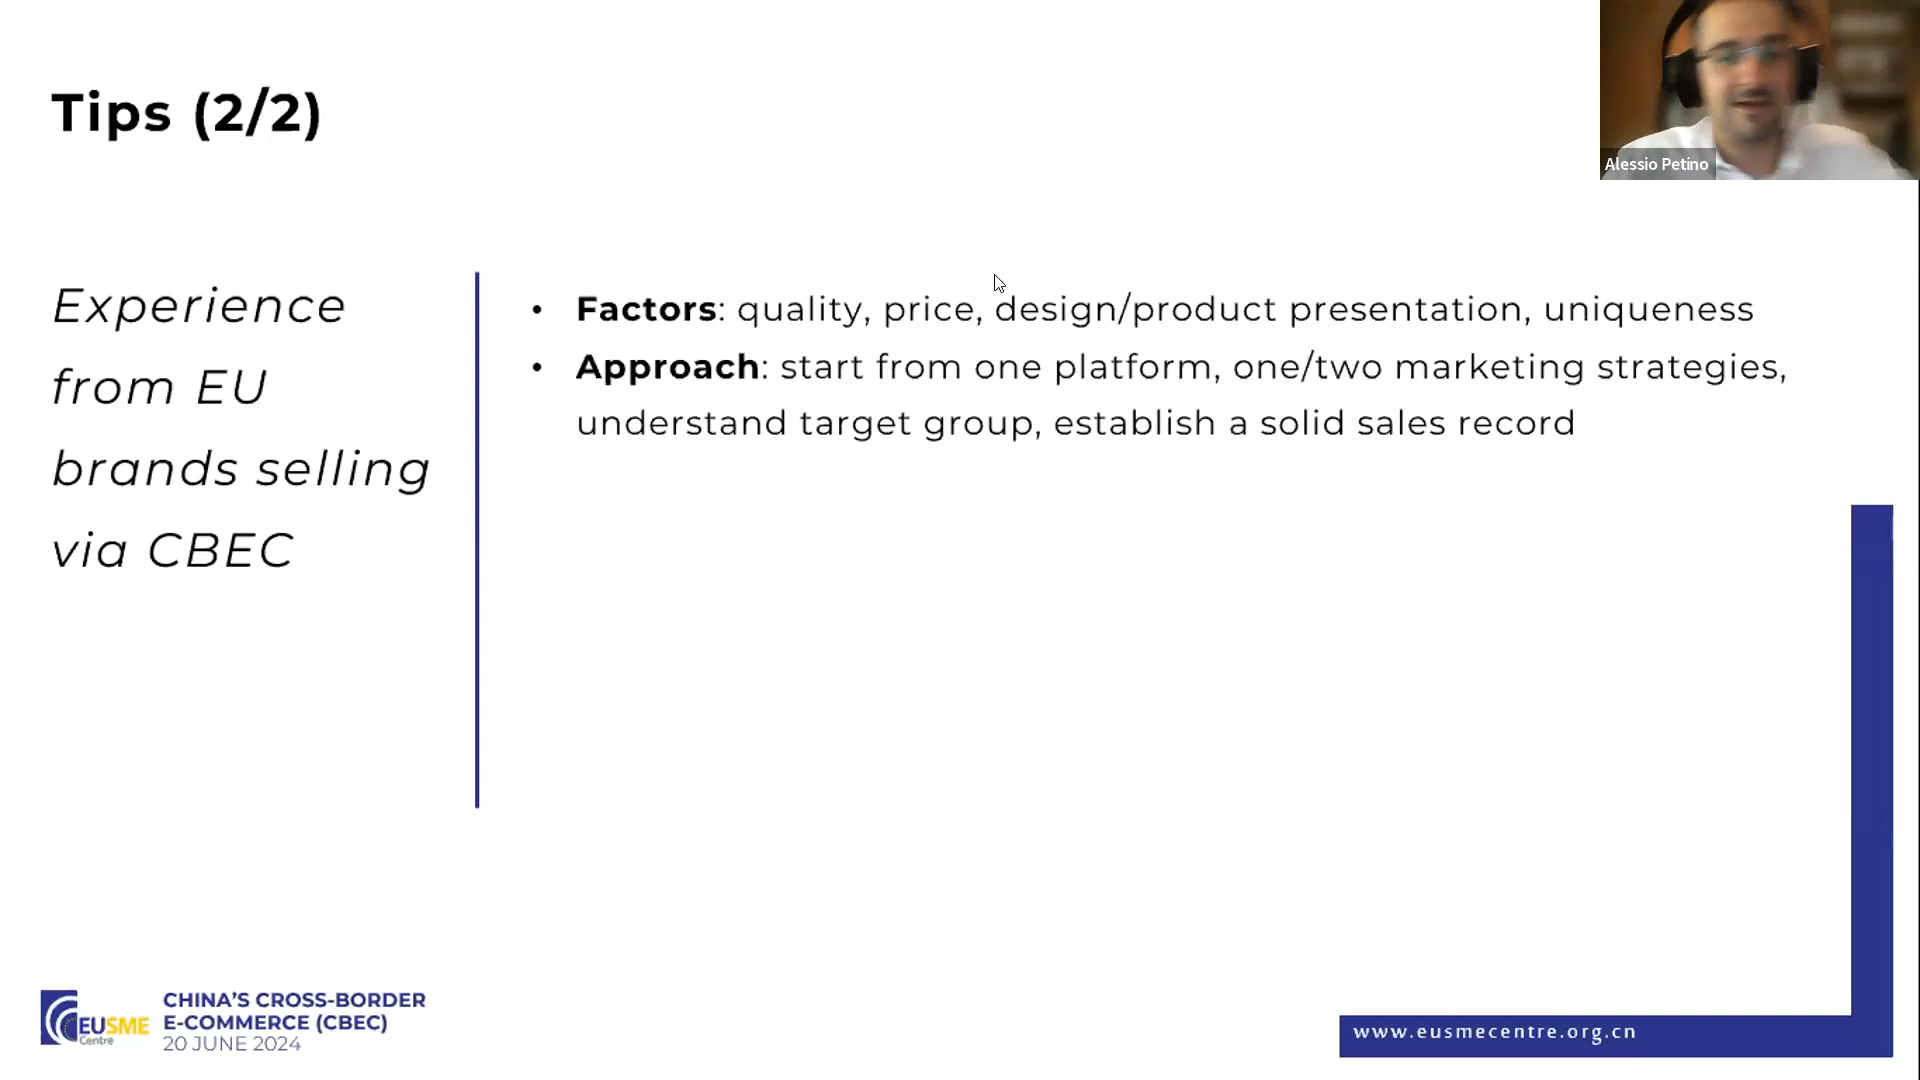 Tips (2/2)
Alessio Petino
Experience
from EU
brands selling
via CBEC
• Factors: quality, price, design/product presentation, uniqueness
• Approach: start from one platform, one/two marketing strategies,
understand target group, establish a solid sales record
EUSME
Centre
CHINA’S CROSS-BORDER
E-COMMERCE (CBEC)
20 JUNE 2024
www.eusmecentre.org.cn